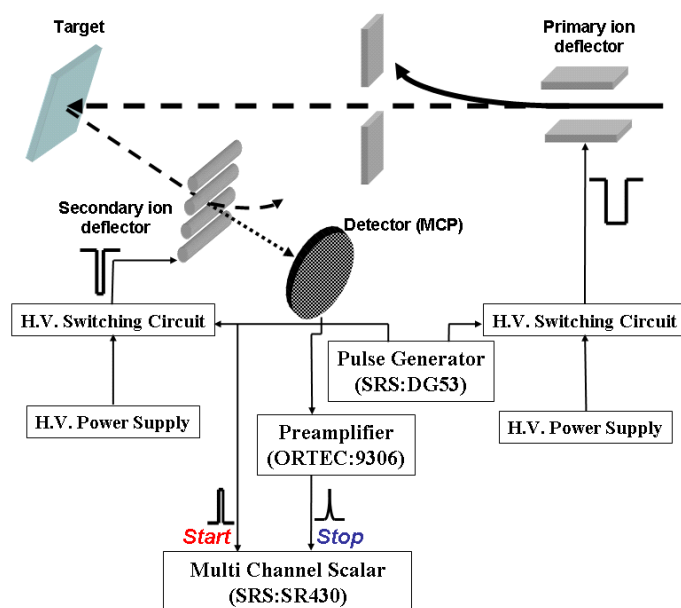 Target
Primary ion
deflector
Secondary ion
deflector
Detector (MCP)
H.V. Switching Circuit
H.V. Switching Circuit
Pulse Generator
(SRS:DG53)
H.V. Power Supply
Preamplifier
(ORTEC:9306)
H.V. Power Supply
Start
Stop
Multi Channel Scalar
(SRS:SR430)